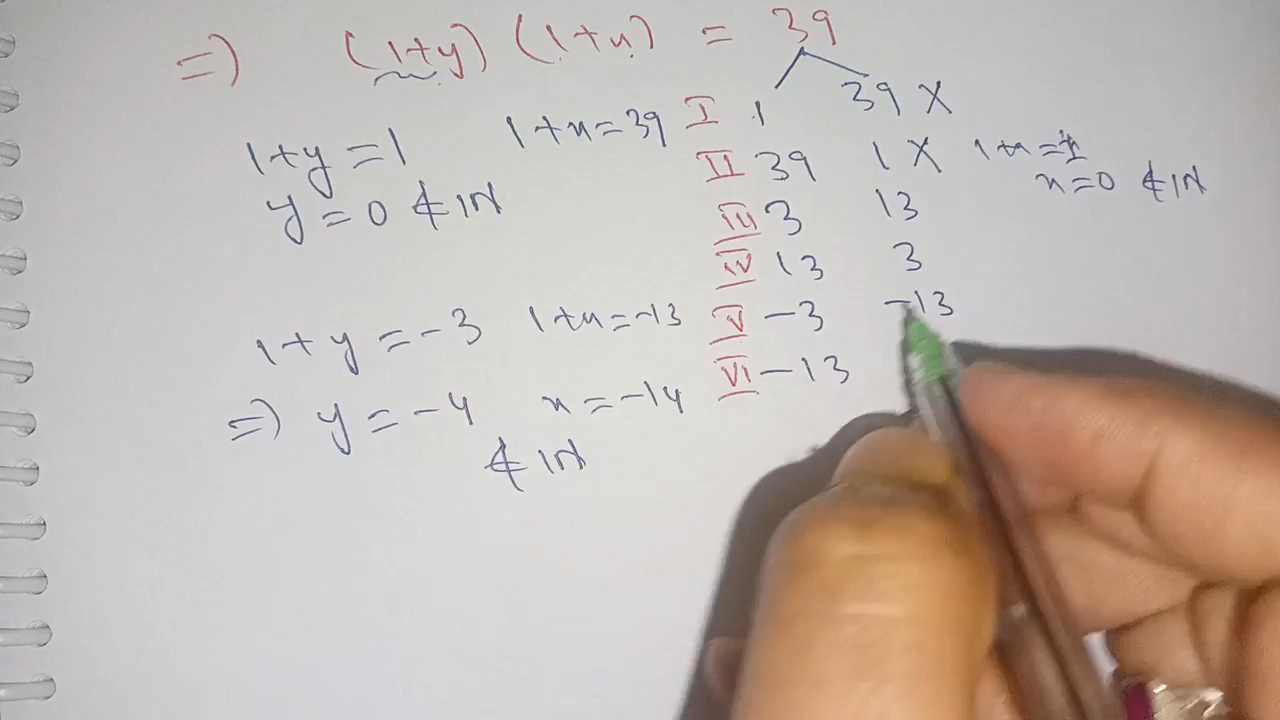 =) (1+y) (1+x) = 39
1+y=1 1+x=39 I 1 39 X
II 39 1 X 1+x=1
y=0 ∉ IN x=0 ∉ IN
III 3 13
IV 13 3
1+y=-3 1+x=-13 V -3 -13
=) y=-4 x=-14 VI -13
∉ IN